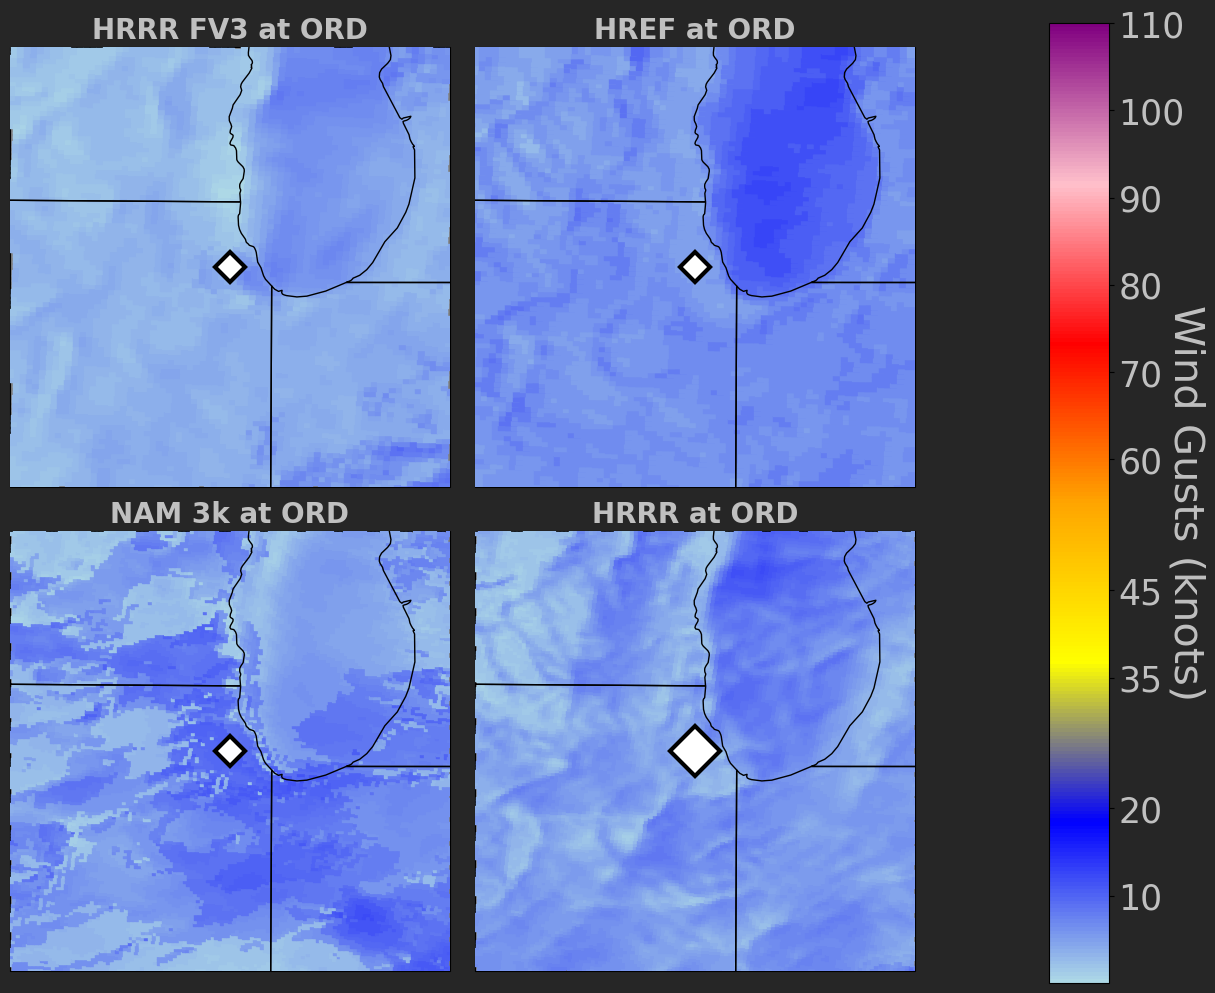 HRRR FV3 at ORD
HREF at ORD
NAM 3k at ORD
HRRR at ORD
110
100
90
80
70
60
45
35
20
10
Wind Gusts (knots)